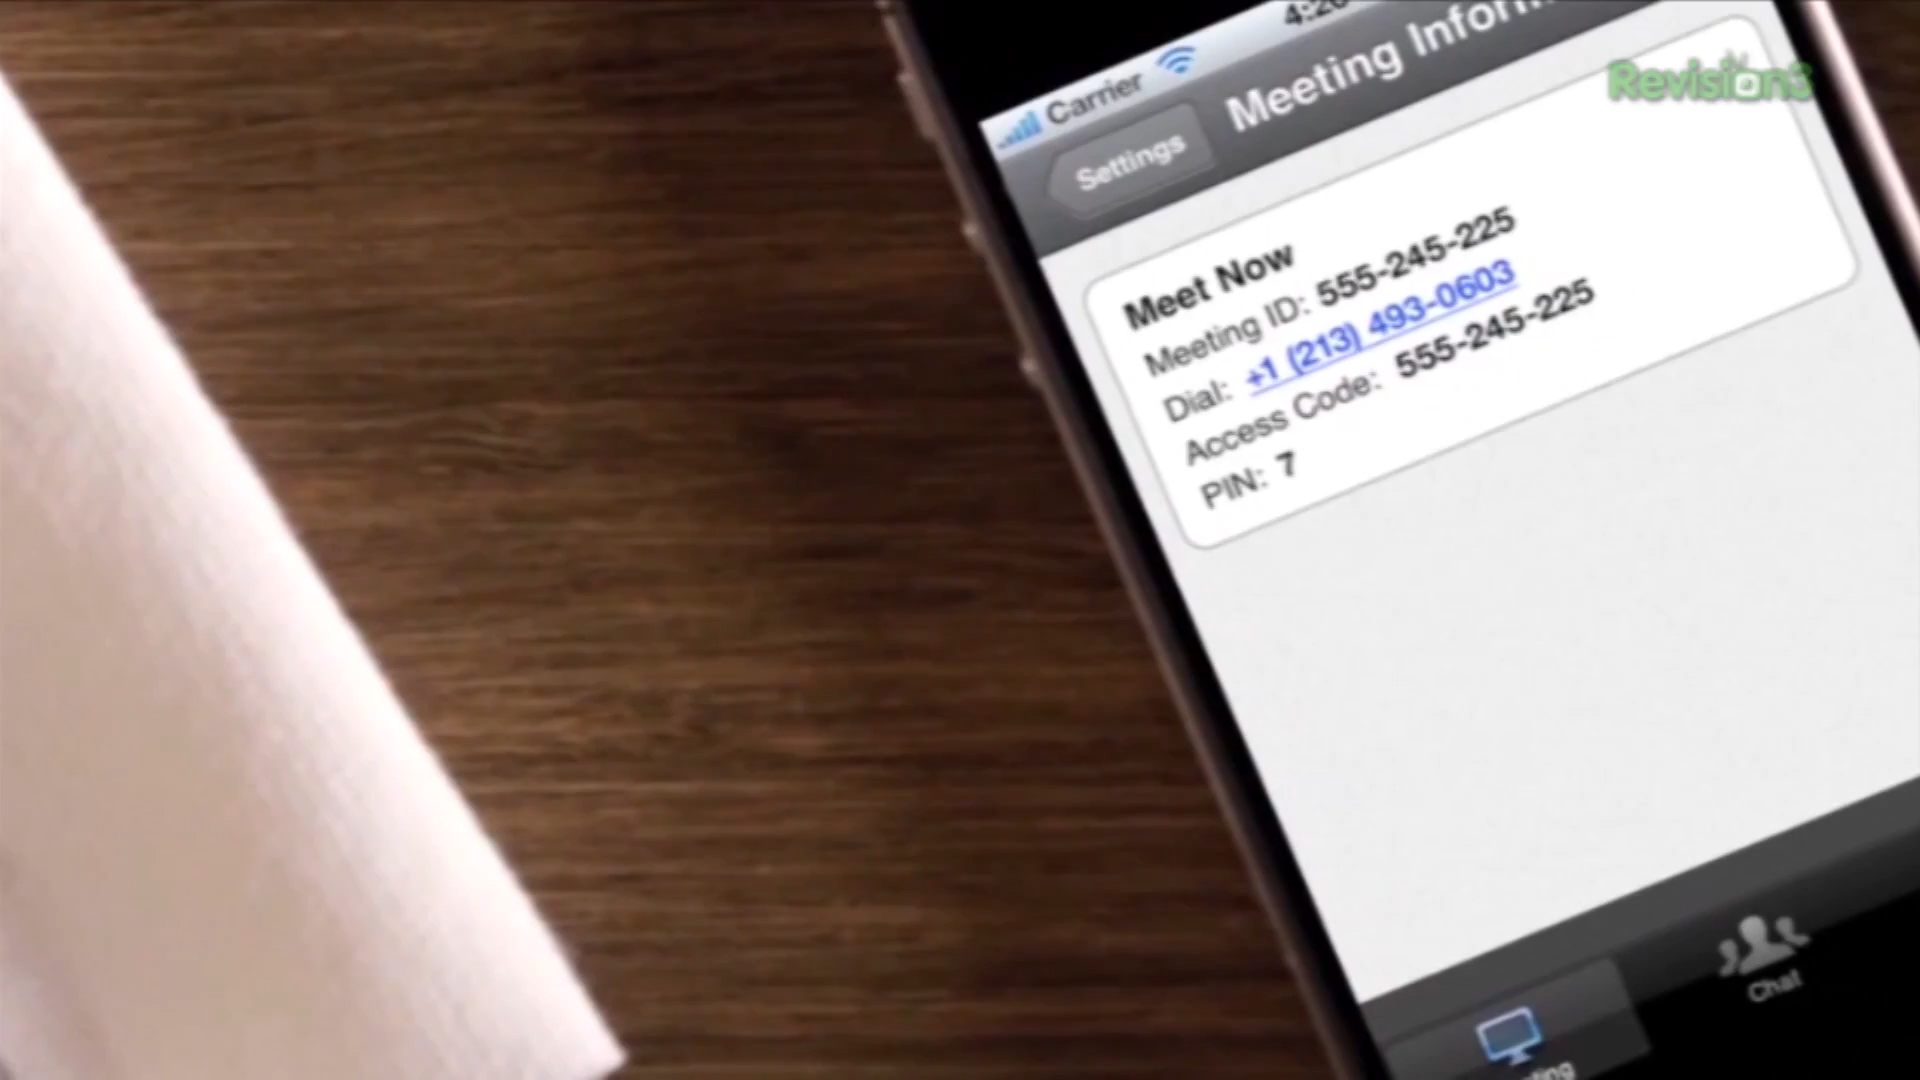 Carrier
Settings
Meeting
Revision3
Meet Now
Meeting ID: 555-245-225
Dial: +1 (213) 493-0603
Access Code: 555-245-225
PIN: 7
Chat